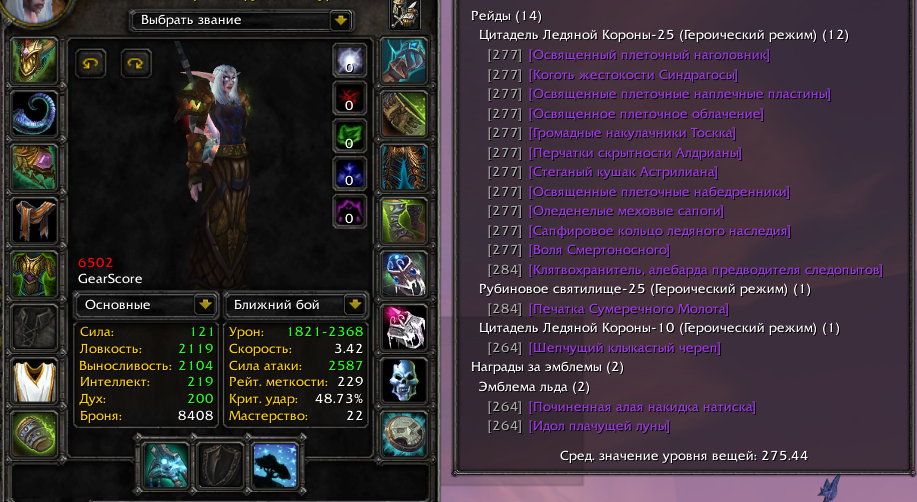 Выбрать звание
0
0
0
0
0
6502
GearScore
Основные
Ближний бой
Сила: 121
Ловкость: 2119
Выносливость: 2104
Интеллект: 219
Дух: 200
Броня: 8408
Урон: 1821-2368
Скорость: 3.42
Сила атаки: 2587
Рейт. меткости: 229
Крит. удар: 48.73%
Мастерство: 22
Рейды (14)
Цитадель Ледяной Короны-25 (Героический режим) (12)
[277] [Освященный плеточный наголовник]
[277] [Коготь жестокости Синдрагосы]
[277] [Освященные плеточные наплечные пластины]
[277] [Освященное плеточное облачение]
[277] [Громадные накулачники Тоскка]
[277] [Перчатки скрытности Алдрианы]
[277] [Стеганый кушак Астрилиана]
[277] [Освященные плеточные набедренники]
[277] [Оледенелые меховые сапоги]
[277] [Сапфировое кольцо ледяного наследия]
[277] [Воля Смертоносного]
[284] [Клятвохранитель, алебарда предводителя следопытов]
Рубиновое святилище-25 (Героический режим) (1)
[284] [Печатка Сумеречного Молота]
Цитадель Ледяной Короны-10 (Героический режим) (1)
[264] [Шепчущий клыкастый череп]
Награды за эмблемы (2)
Эмблема льда (2)
[264] [Починенная алая накидка натиска]
[264] [Идол плачущей луны]
Сред. значение уровня вещей: 275.44